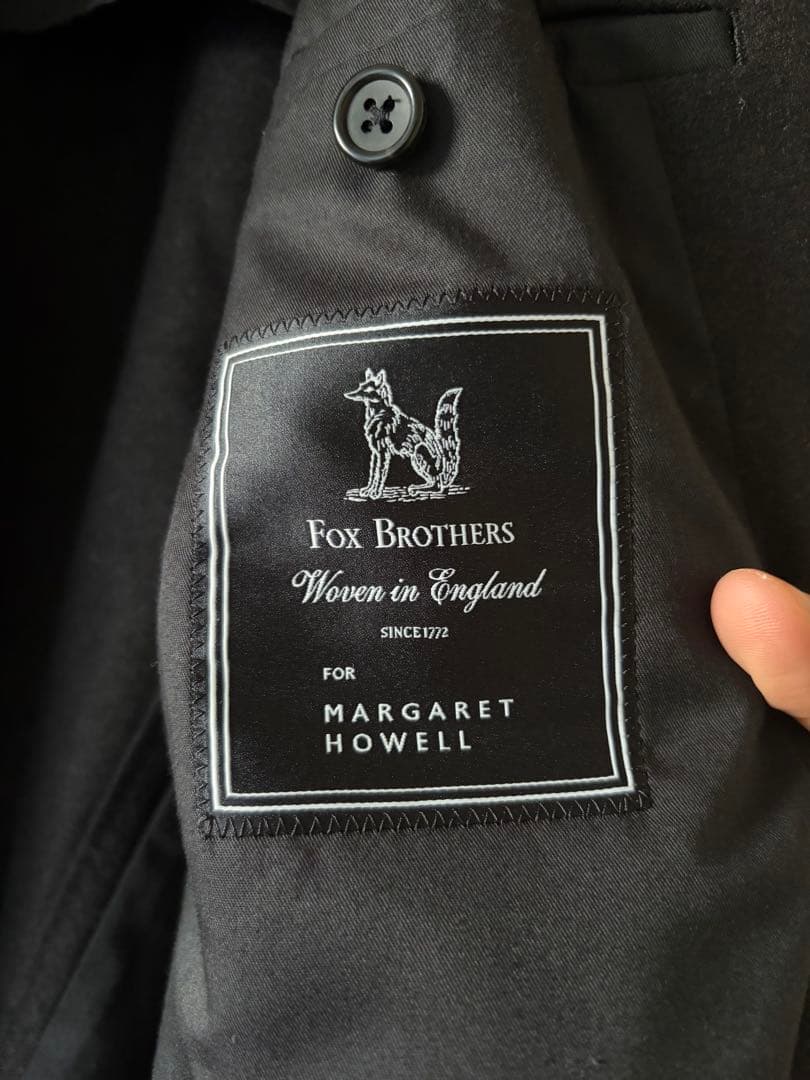 FOX BROTHERS
Woven in England
SINCE 1772
FOR
MARGARET
HOWELL